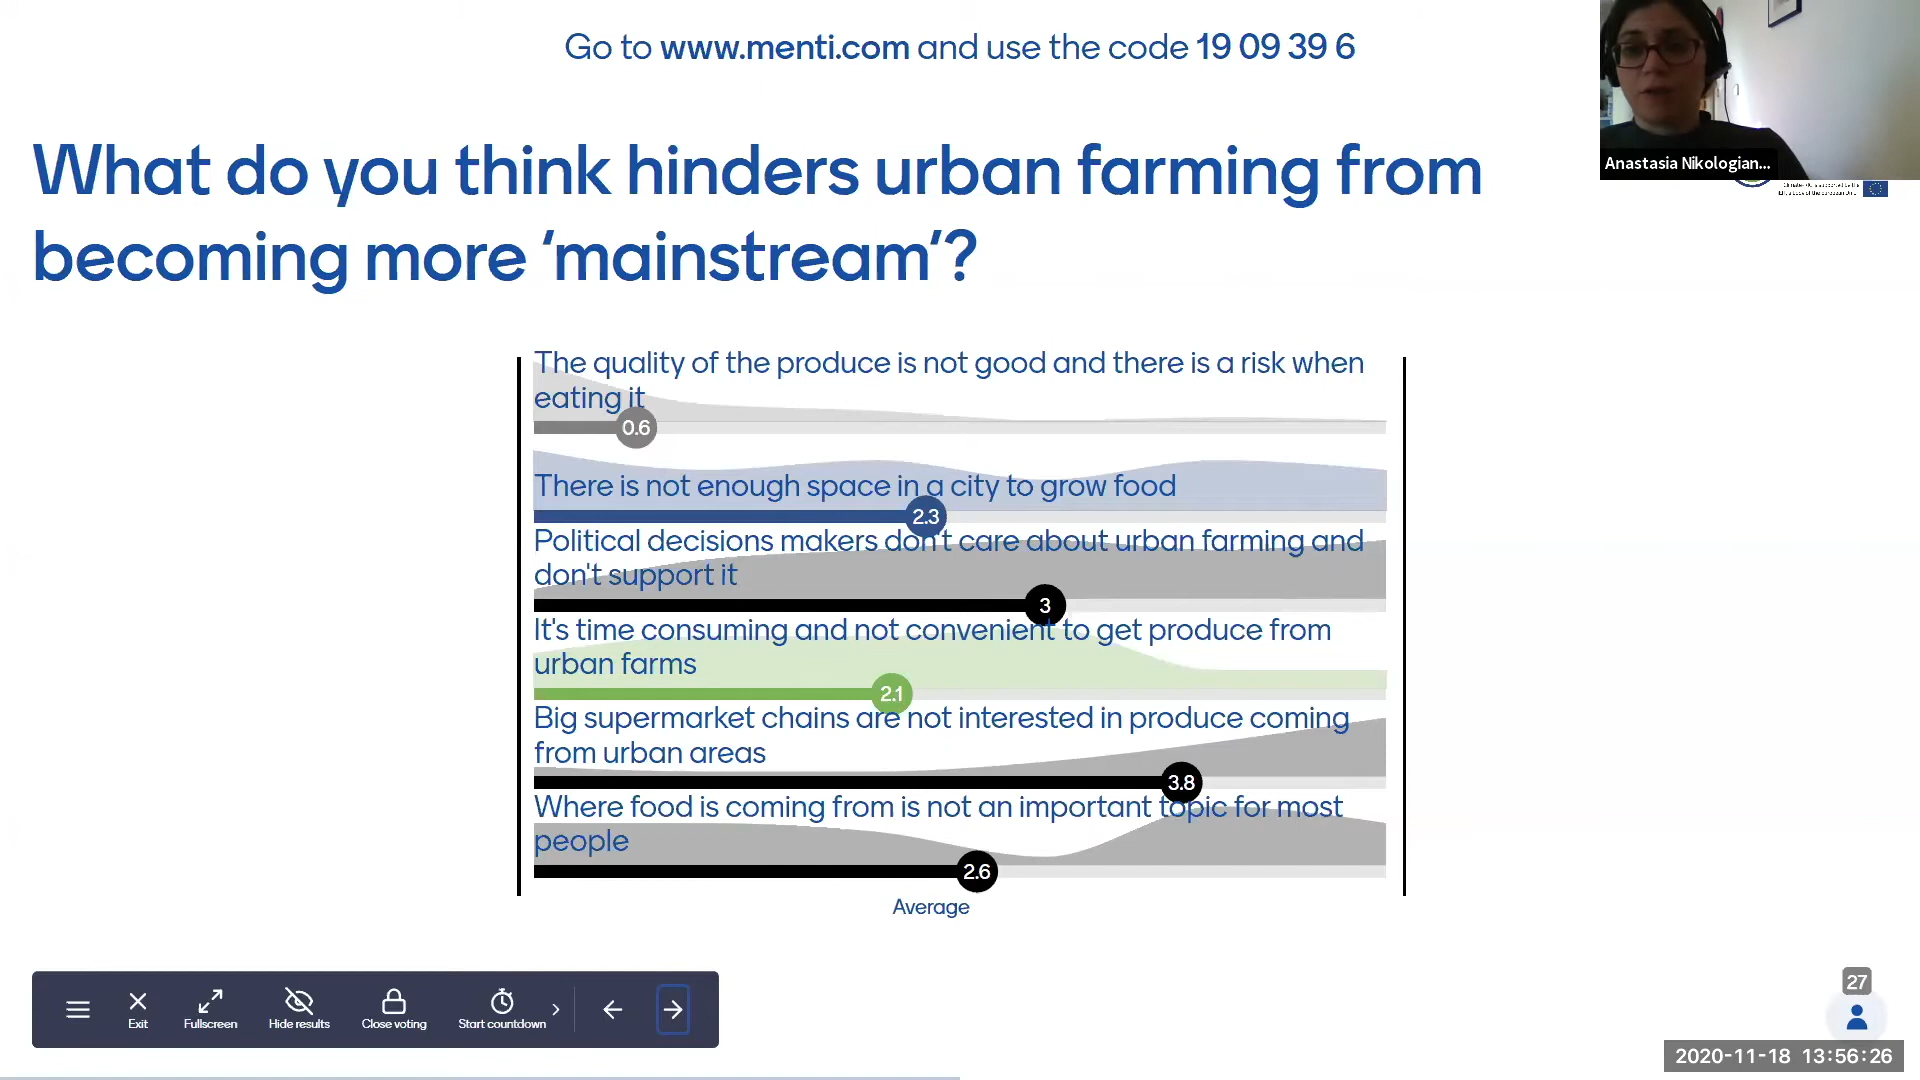 Go to www.menti.com and use the code 19 09 39 6
Anastasia Nikologian...
What do you think hinders urban farming from
becoming more ‘mainstream’?
The quality of the produce is not good and there is a risk when
eating it
0.6
There is not enough space in a city to grow food
2.3
Political decisions makers don't care about urban farming and
don't support it
3
It's time consuming and not convenient to get produce from
urban farms
2.1
Big supermarket chains are not interested in produce coming
from urban areas
3.8
Where food is coming from is not an important topic for most
people
2.6
Average
Exit
Fullscreen
Hide results
Close voting
Start countdown
27
2020-11-18 13:56:26